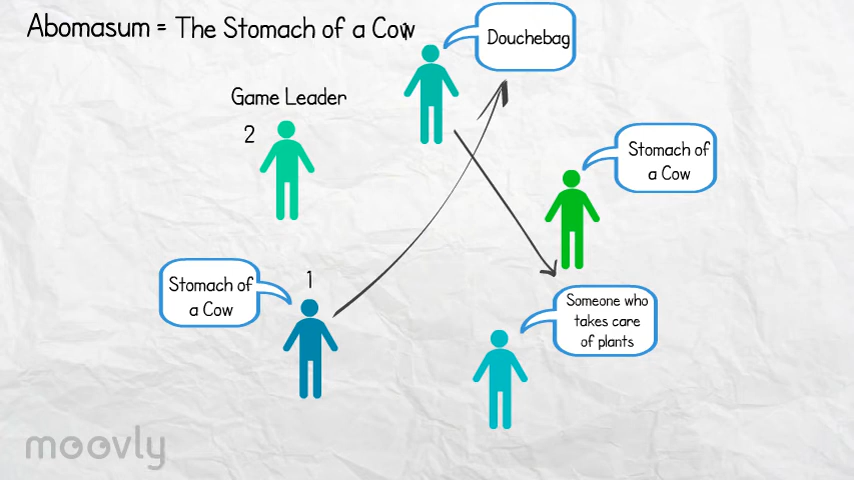 Abomasum = The Stomach of a Cow
Douchebag
Game Leader
2
Stomach of
a Cow
1
Stomach of
a Cow
Someone who
takes care
of plants
moovly